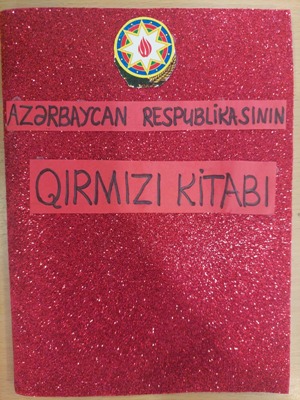 AZƏRBAYCAN RESPUBLİKASININ
QIRMIZI KİTABI